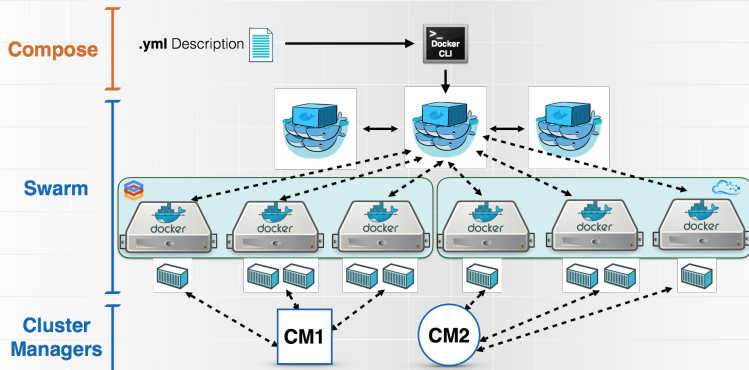 Compose
.yml Description
>_
Docker
CLI
Swarm
docker
docker
docker
docker
docker
docker
Cluster
Managers
CM1
CM2